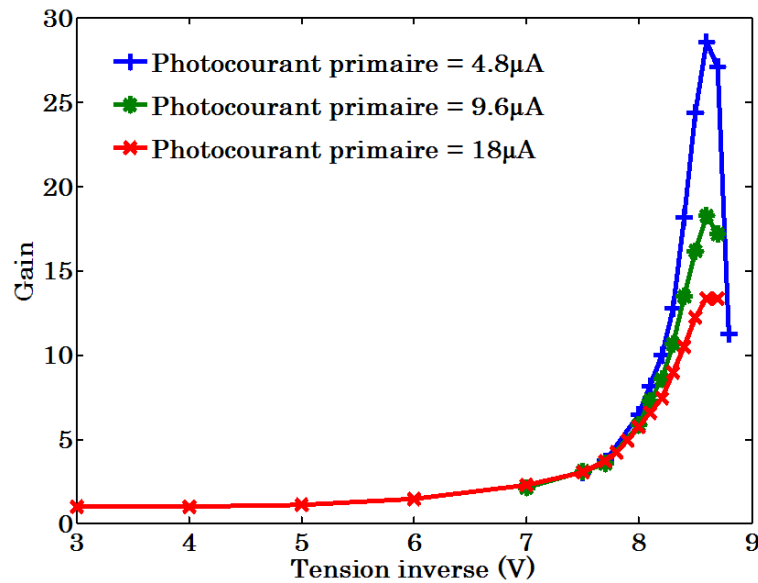 30
25
20
15
10
5
0
Gain
Photocourant primaire = 4.8µA
Photocourant primaire = 9.6µA
Photocourant primaire = 18µA
3 4 5 6 7 8 9
Tension inverse (V)